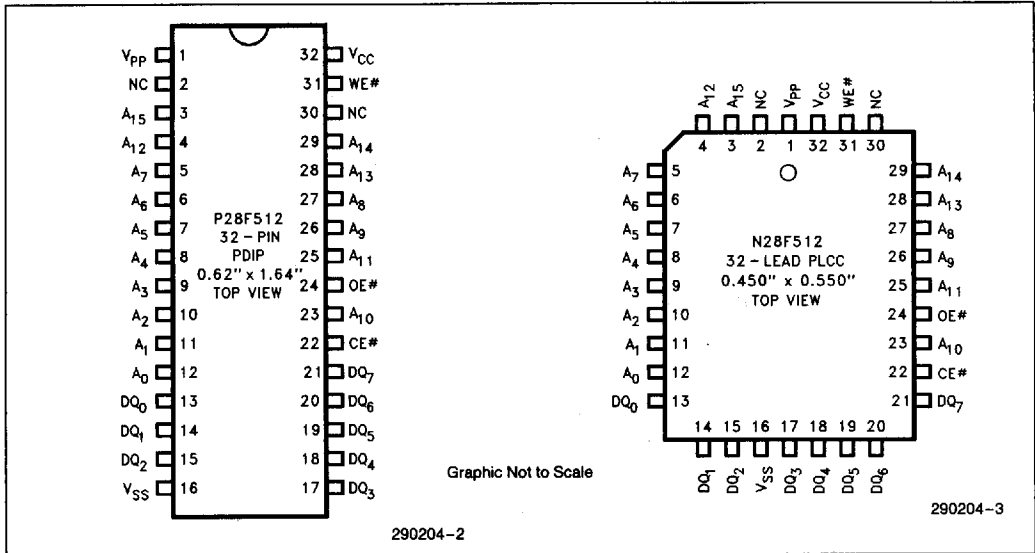 V_PP 1 32 V_CC
NC 2 31 WE#
A_15 3 30 NC
A_12 4 29 A_14
A_7 5 28 A_13
A_6 6 27 A_8
A_5 7 26 A_9
A_4 8 25 A_11
A_3 9 24 OE#
A_2 10 23 A_10
A_1 11 22 CE#
A_0 12 21 DQ_7
DQ_0 13 20 DQ_6
DQ_1 14 19 DQ_5
DQ_2 15 18 DQ_4
V_SS 16 17 DQ_3
P28F512
32-PIN
PDIP
0.62" x 1.64"
TOP VIEW
290204-2
Graphic Not to Scale
A_12 A_15 NC V_PP V_CC WE# NC
4 3 2 1 32 31 30
A_7 5 29 A_14
A_6 6 28 A_13
A_5 7 27 A_8
A_4 8 26 A_9
A_3 9 25 A_11
A_2 10 24 OE#
A_1 11 23 A_10
A_0 12 22 CE#
DQ_0 13 21 DQ_7
N28F512
32-LEAD PLCC
0.450" x 0.550"
TOP VIEW
14 15 16 17 18 19 20
DQ_1 DQ_2 V_SS DQ_3 DQ_4 DQ_5 DQ_6
290204-3